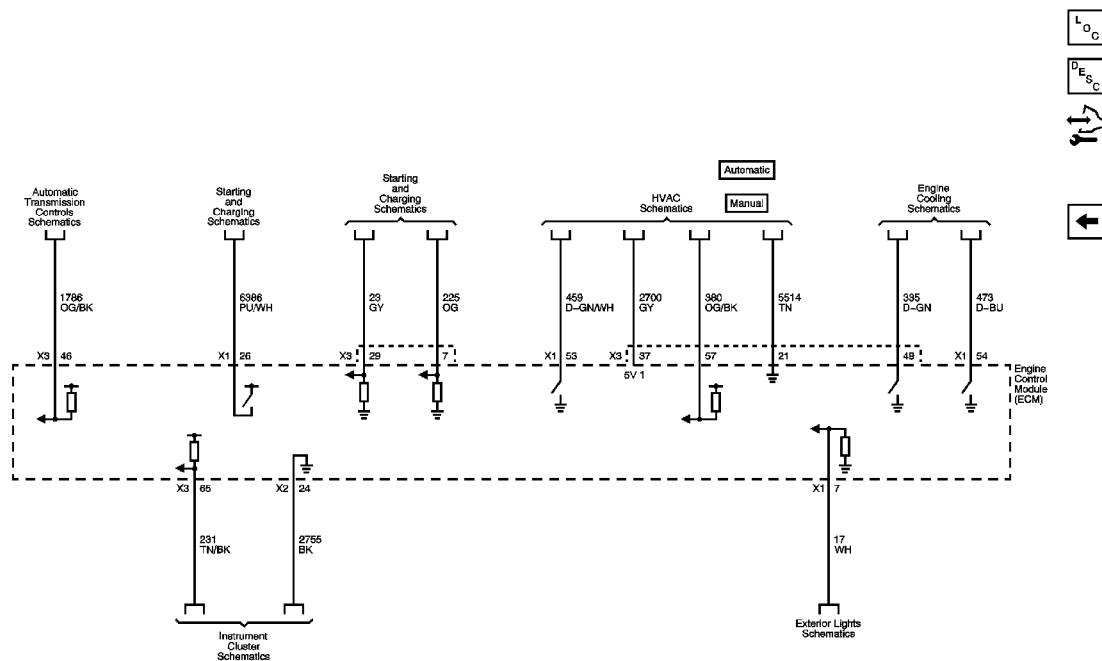 LOC
DESC
Automatic
Manual
Automatic
Transmission
Controls
Schematics
Starting
and
Charging
Schematics
Starting
and
Charging
Schematics
HVAC
Schematics
Engine
Cooling
Schematics
1786
OG/BK
6386
PU/WH
23
GY
225
OG
459
D-GN/WH
2700
GY
380
OG/BK
5514
TN
335
D-GN
473
D-BU
X3 46
X1 26
X3 29
7
X1 53
X3 37
57
21
49
X1 54
5V 1
Engine
Control
Module
(ECM)
X3 65
X2 24
X1 7
231
TN/BK
2755
BK
17
WH
Instrument
Cluster
Schematics
Exterior Lights
Schematics